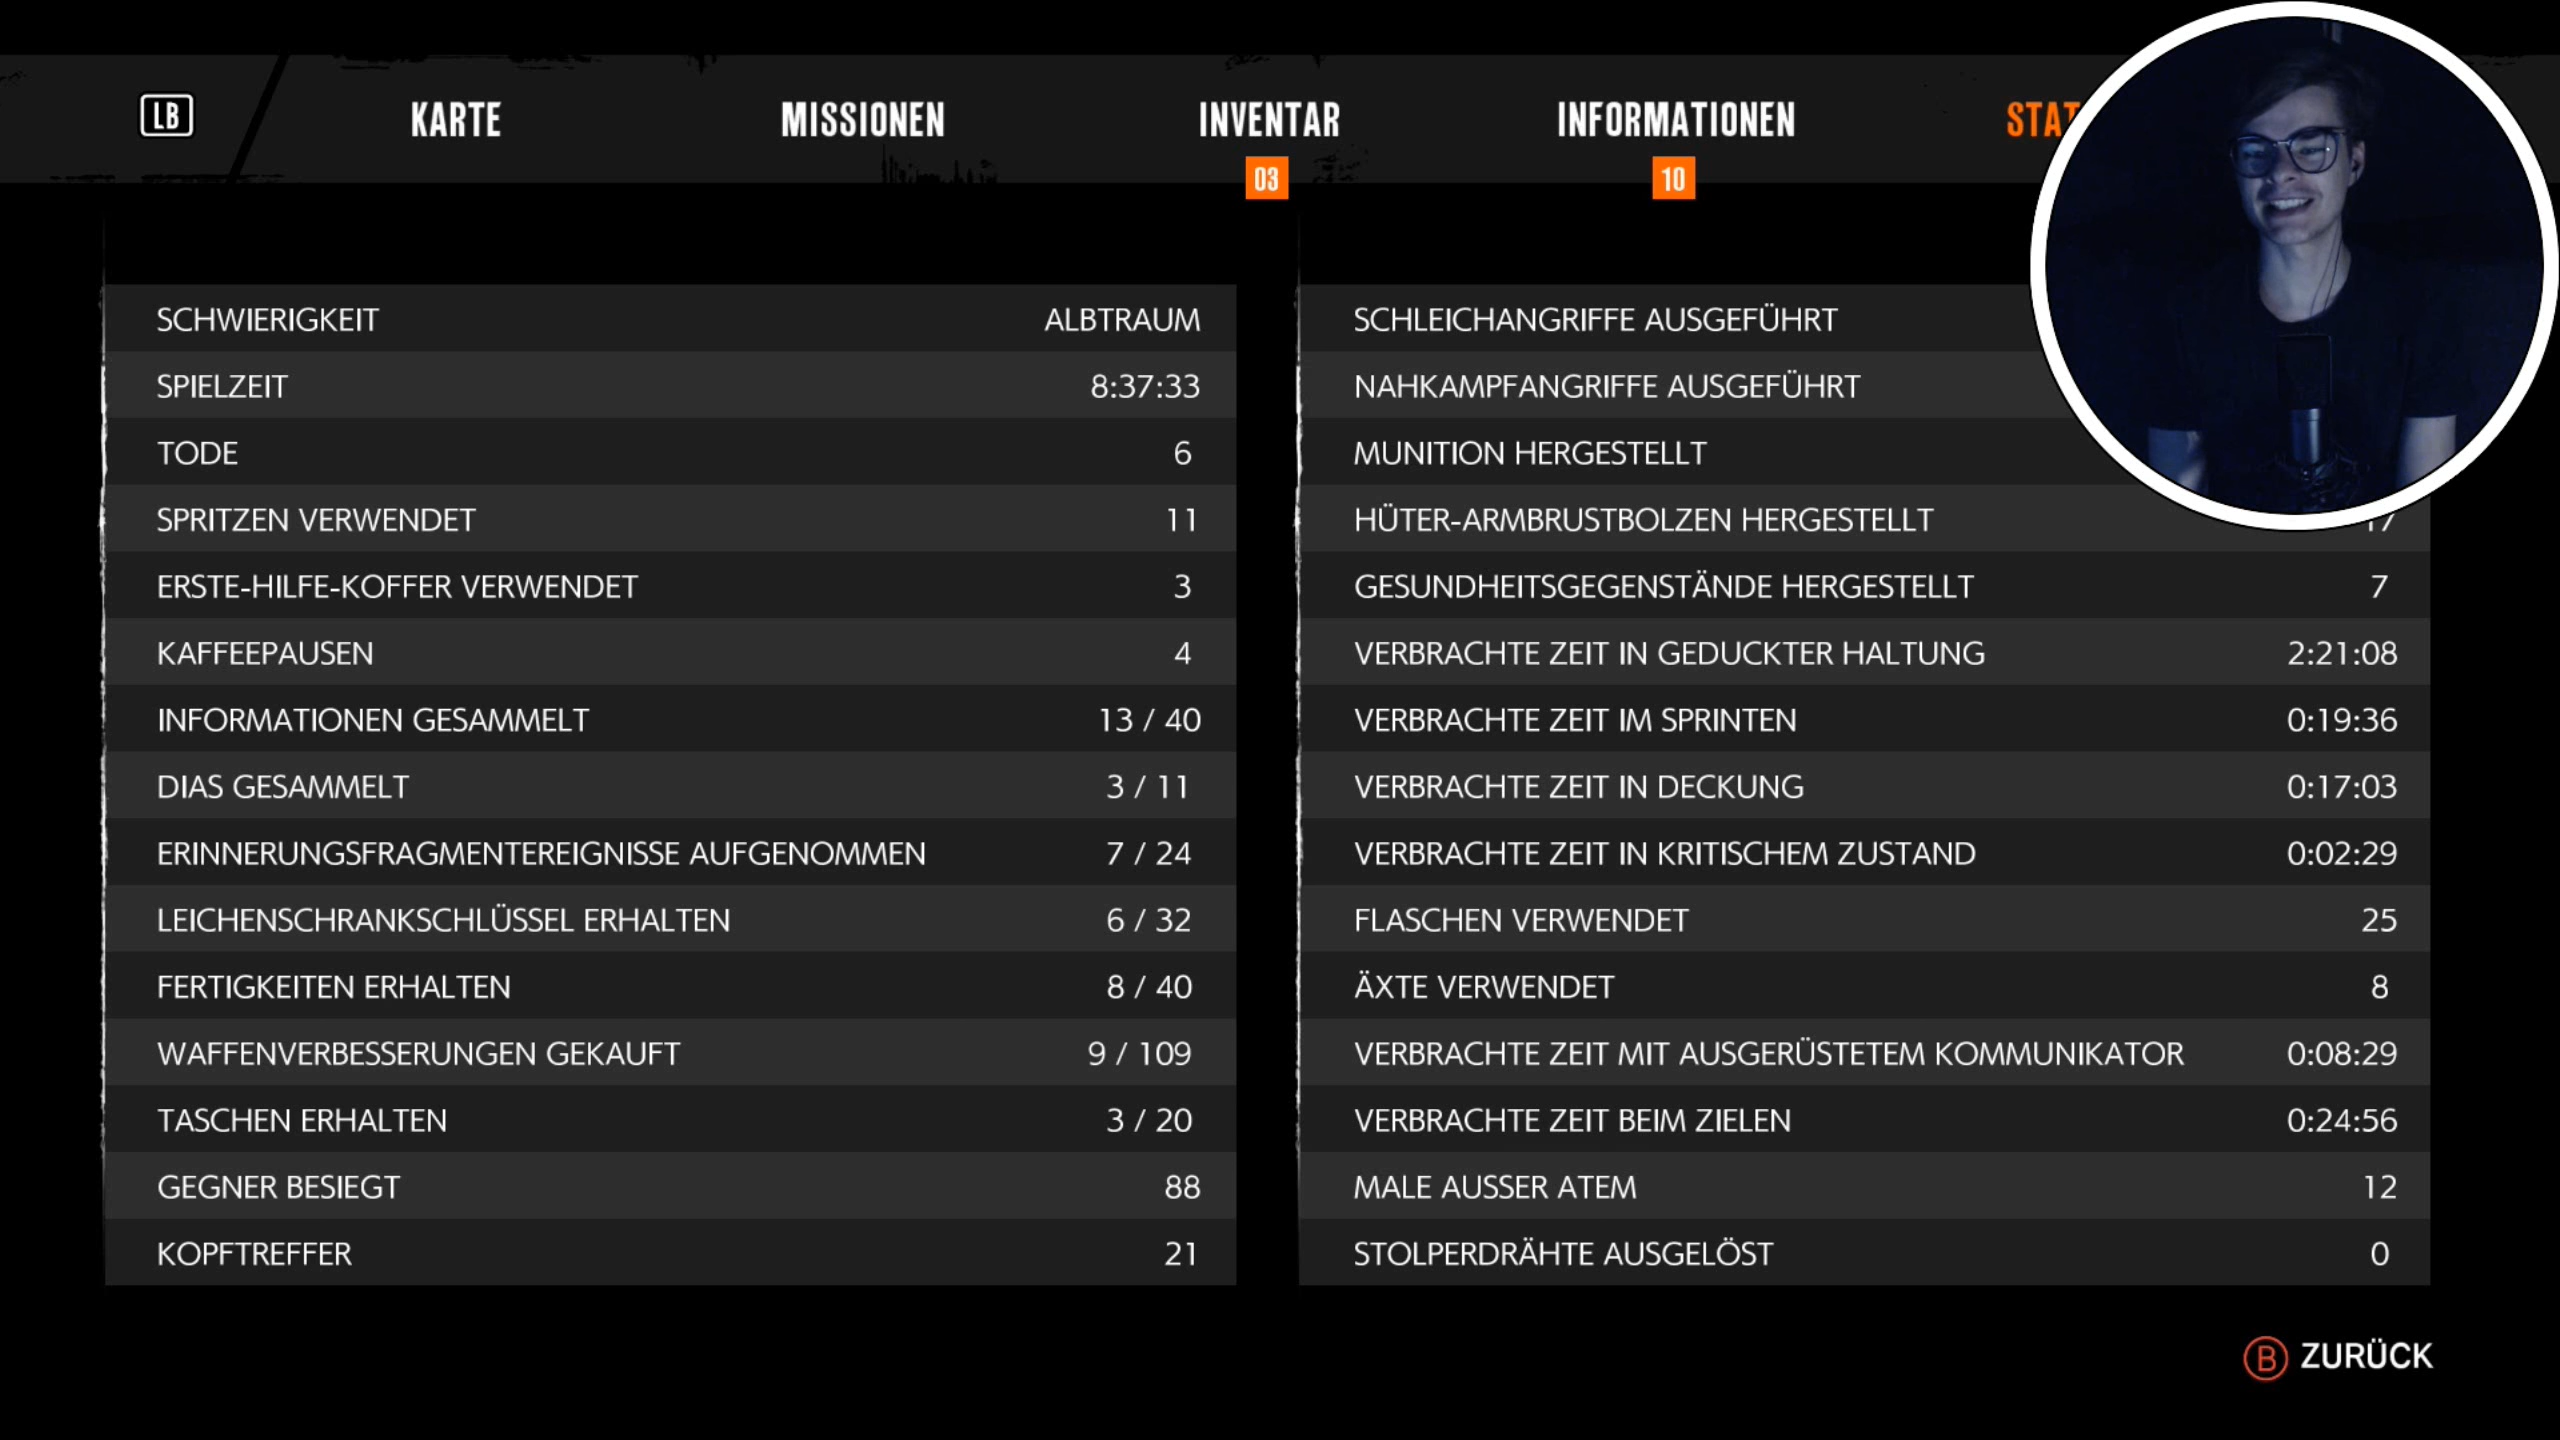 LB KARTE MISSIONEN INVENTAR INFORMATIONEN
03 10
SCHWIERIGKEIT ALBTRAUM
SPIELZEIT 8:37:33
TODE 6
SPRITZEN VERWENDET 11
ERSTE-HILFE-KOFFER VERWENDET 3
KAFFEEPAUSEN 4
INFORMATIONEN GESAMMELT 13 / 40
DIAS GESAMMELT 3 / 11
ERINNERUNGSFRAGMENTEREIGNISSE AUFGENOMMEN 7 / 24
LEICHENSCHRANKSCHLÜSSEL ERHALTEN 6 / 32
FERTIGKEITEN ERHALTEN 8 / 40
WAFFENVERBESSERUNGEN GEKAUFT 9 / 109
TASCHEN ERHALTEN 3 / 20
GEGNER BESIEGT 88
KOPFTREFFER 21
SCHLEICHANGRIFFE AUSGEFÜHRT
NAHKAMPFANGRIFFE AUSGEFÜHRT
MUNITION HERGESTELLT
HÜTER-ARMBRUSTBOLZEN HERGESTELLT
GESUNDHEITSGEGENSTÄNDE HERGESTELLT 7
VERBRACHTE ZEIT IN GEDUCKTER HALTUNG 2:21:08
VERBRACHTE ZEIT IM SPRINTEN 0:19:36
VERBRACHTE ZEIT IN DECKUNG 0:17:03
VERBRACHTE ZEIT IN KRITISCHEM ZUSTAND 0:02:29
FLASCHEN VERWENDET 25
ÄXTE VERWENDET 8
VERBRACHTE ZEIT MIT AUSGERÜSTETEM KOMMUNIKATOR 0:08:29
VERBRACHTE ZEIT BEIM ZIELEN 0:24:56
MALE AUSSER ATEM 12
STOLPERDRÄHTE AUSGELÖST 0
B ZURÜCK